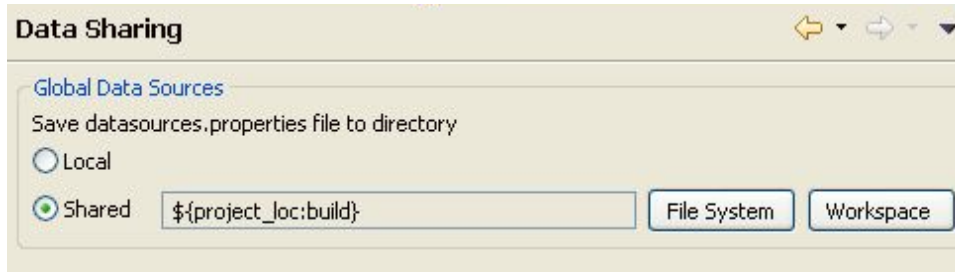 Data Sharing
Global Data Sources
Save datasources.properties file to directory
Local
Shared ${project_loc:build} File System Workspace